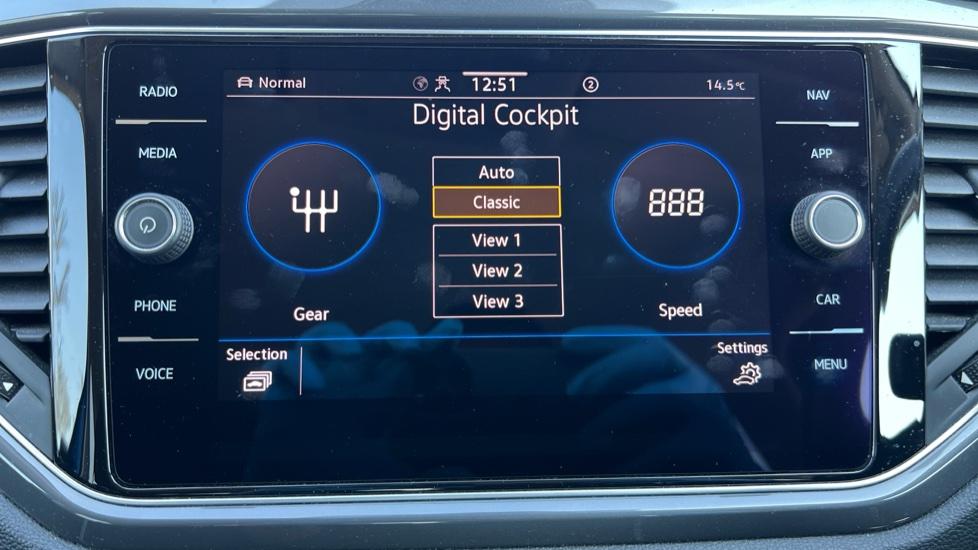 RADIO
MEDIA
PHONE
VOICE
Normal
12:51
2
14.5°C
Digital Cockpit
Auto
Classic
View 1
View 2
View 3
888
Gear
Speed
Selection
Settings
NAV
APP
CAR
MENU